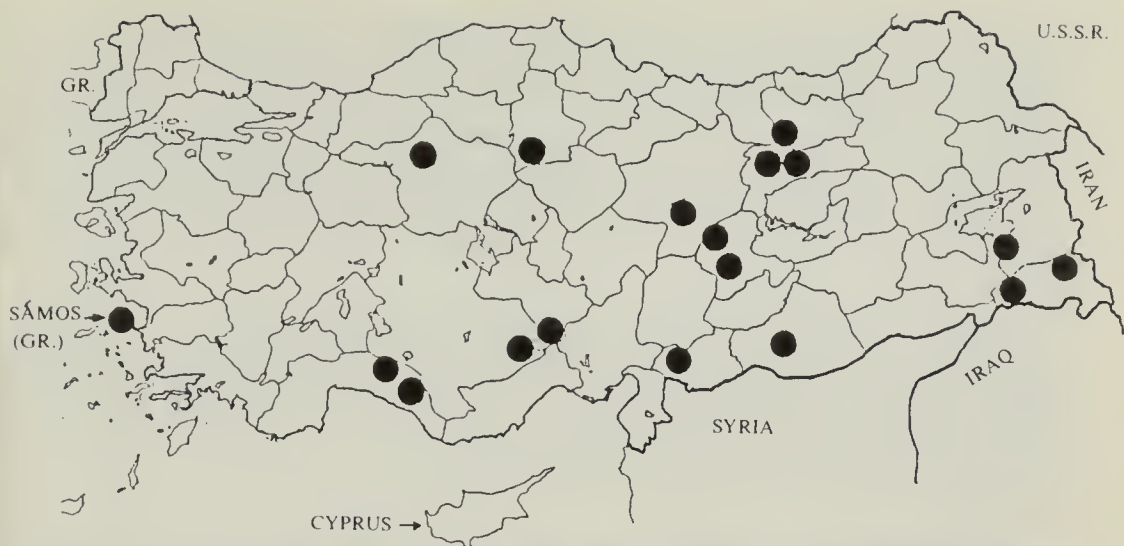 U.S.S.R.
GR.
IRAN
SÁMOS →
(GR.)
IRAQ
SYRIA
CYPRUS →